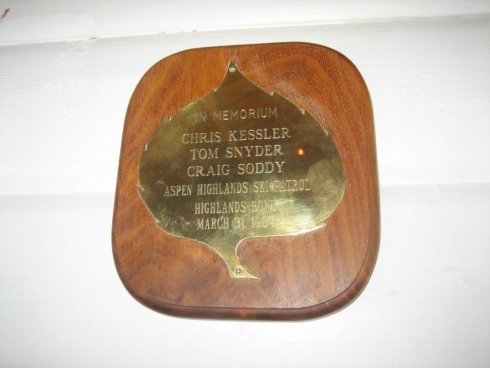 IN MEMORIUM
CHRIS KESSLER
TOM SNYDER
CRAIG SODDY
ASPEN HIGHLANDS SKI PATROL
HIGHLANDS BOWL
MARCH 31